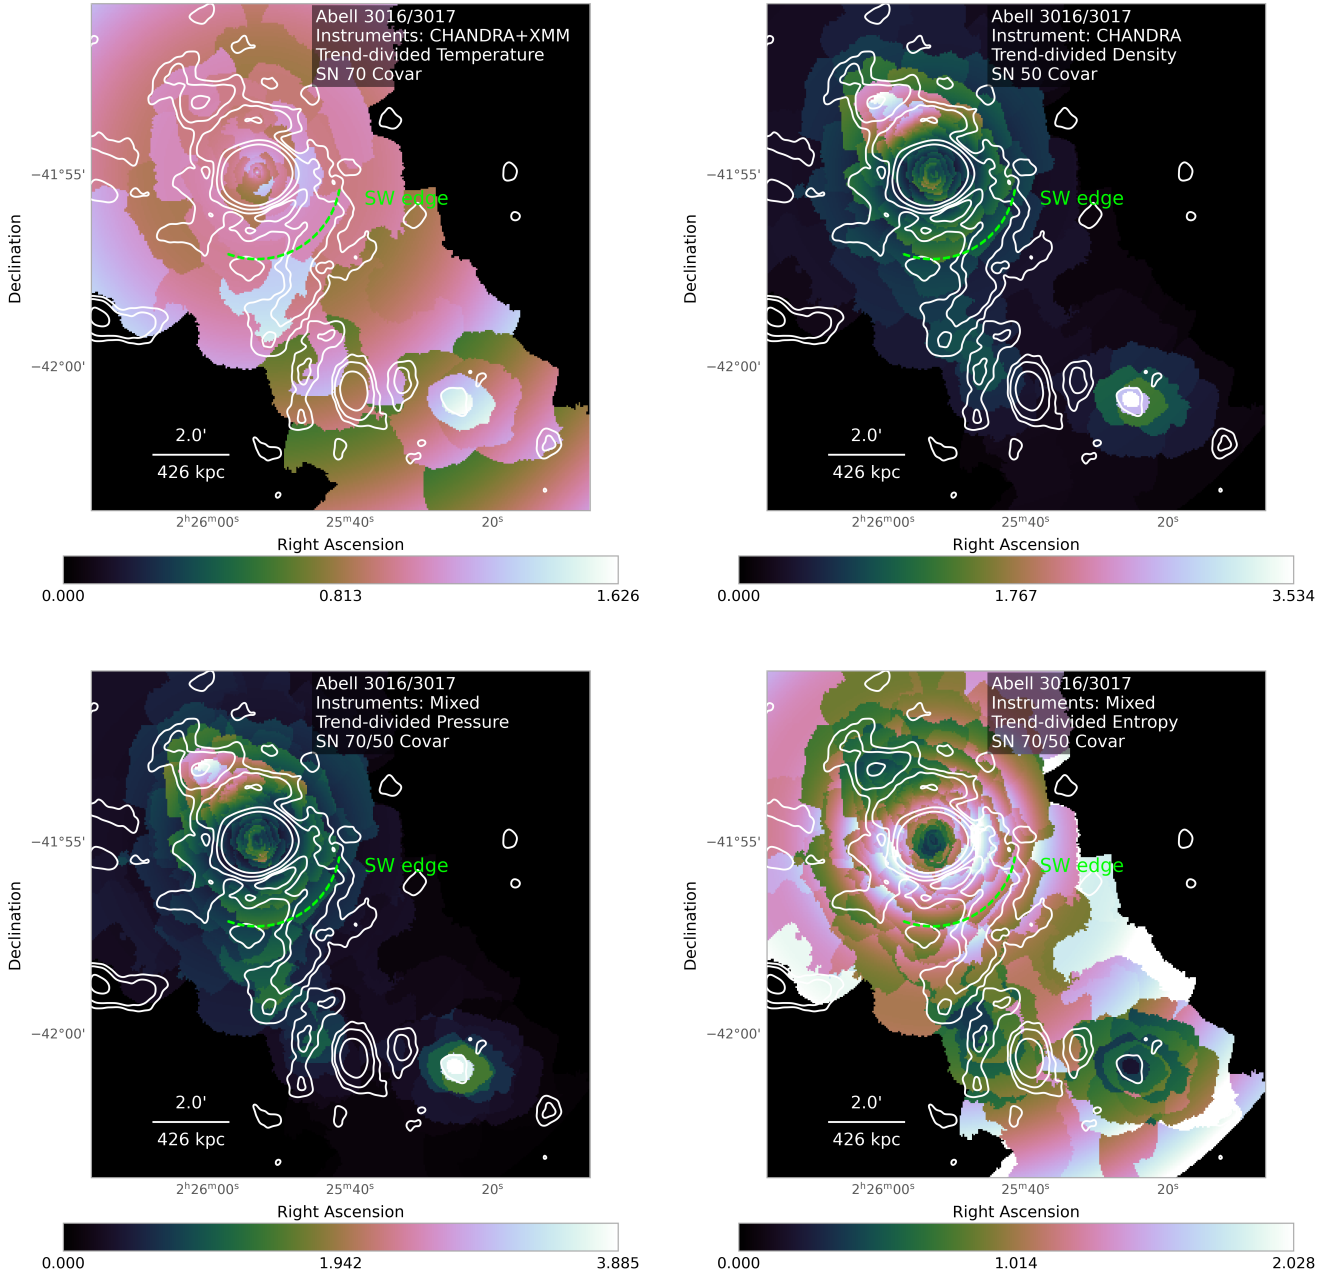 Abell 3016/3017
Instruments: CHANDRA+XMM
Trend-divided Temperature
SN 70 Covar
SW edge
−41°55'
−42°00'
Declination
2.0'
426 kpc
2ʰ26ᵐ00ˢ
25ᵐ40ˢ
20ˢ
Right Ascension
0.000
0.813
1.626
Abell 3016/3017
Instrument: CHANDRA
Trend-divided Density
SN 50 Covar
SW edge
−41°55'
−42°00'
Declination
2.0'
426 kpc
2ʰ26ᵐ00ˢ
25ᵐ40ˢ
20ˢ
Right Ascension
0.000
1.767
3.534
Abell 3016/3017
Instruments: Mixed
Trend-divided Pressure
SN 70/50 Covar
SW edge
−41°55'
−42°00'
Declination
2.0'
426 kpc
2ʰ26ᵐ00ˢ
25ᵐ40ˢ
20ˢ
Right Ascension
0.000
1.942
3.885
Abell 3016/3017
Instruments: Mixed
Trend-divided Entropy
SN 70/50 Covar
SW edge
−41°55'
−42°00'
Declination
2.0'
426 kpc
2ʰ26ᵐ00ˢ
25ᵐ40ˢ
20ˢ
Right Ascension
0.000
1.014
2.028